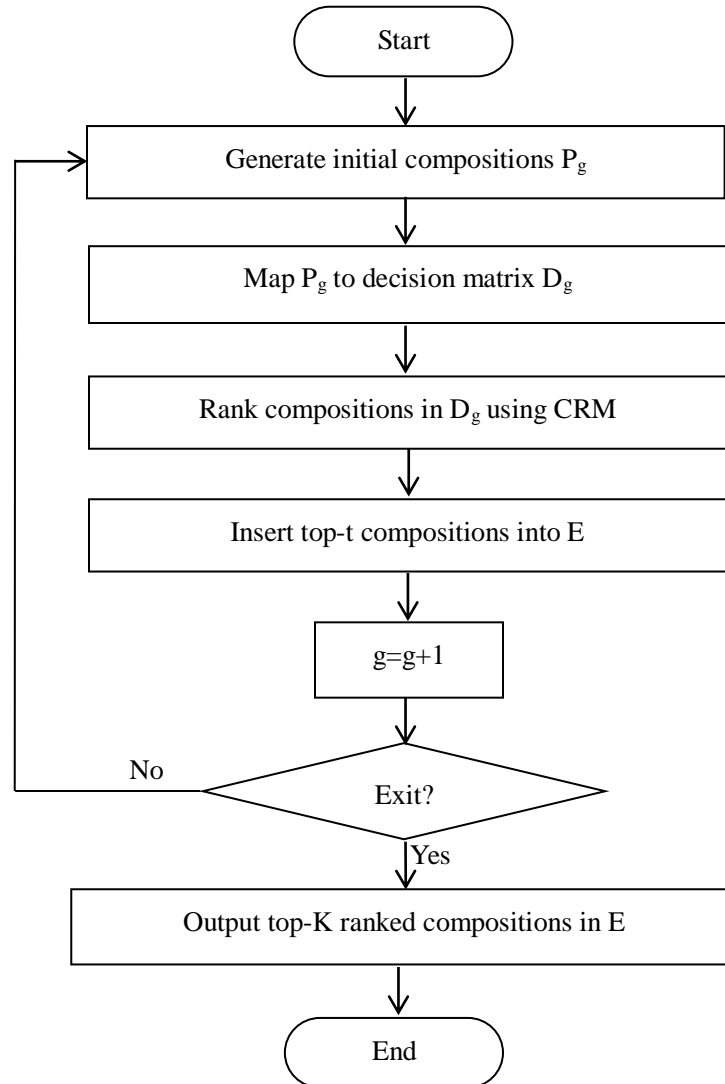 Start
Generate initial compositions Pg
Map Pg to decision matrix Dg
Rank compositions in Dg using CRM
Insert top-t compositions into E
g=g+1
No
Exit?
Yes
Output top-K ranked compositions in E
End